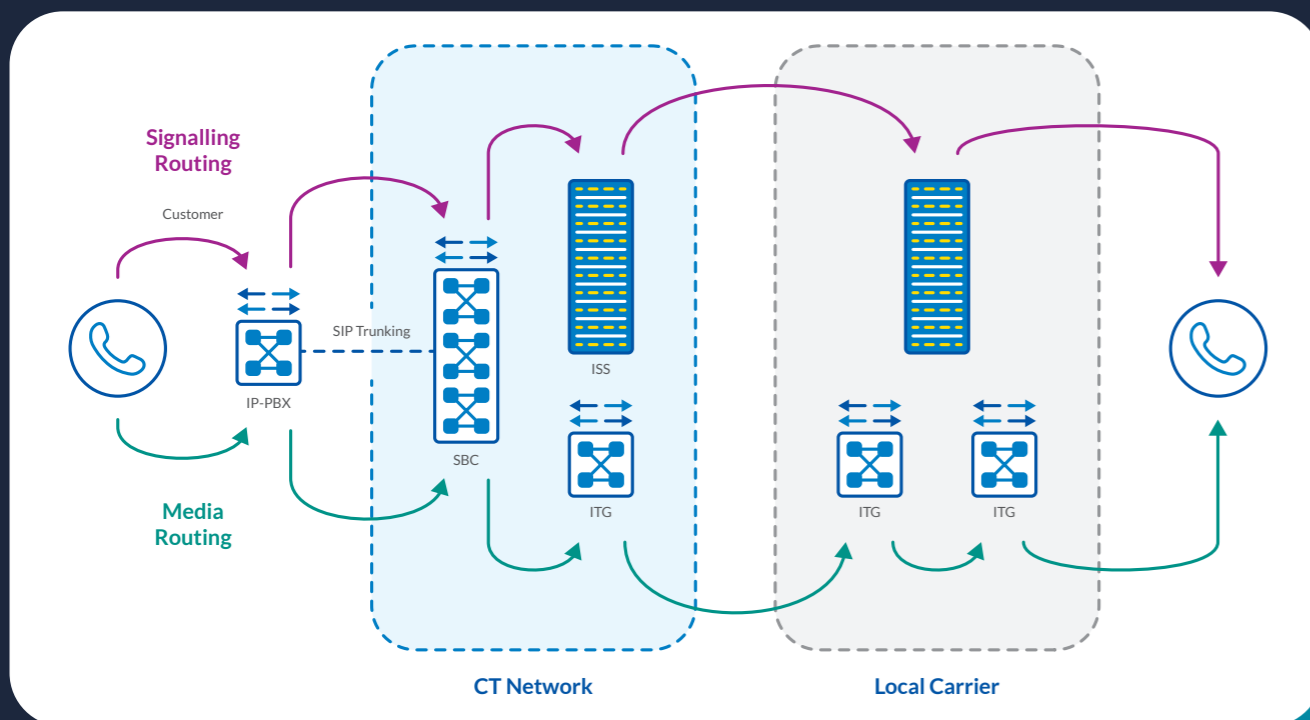 Signalling
Routing
Customer
SIP Trunking
IP-PBX
SBC
ISS
ITG
ITG
ITG
Media
Routing
CT Network
Local Carrier